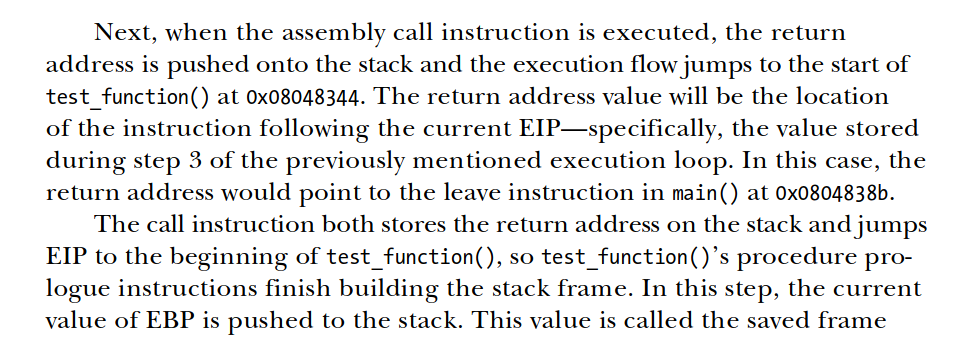 Next, when the assembly call instruction is executed, the return
address is pushed onto the stack and the execution flow jumps to the start of
test_function() at 0x08048344. The return address value will be the location
of the instruction following the current EIP—specifically, the value stored
during step 3 of the previously mentioned execution loop. In this case, the
return address would point to the leave instruction in main() at 0x0804838b.
The call instruction both stores the return address on the stack and jumps
EIP to the beginning of test_function(), so test_function()’s procedure pro-
logue instructions finish building the stack frame. In this step, the current
value of EBP is pushed to the stack. This value is called the saved frame